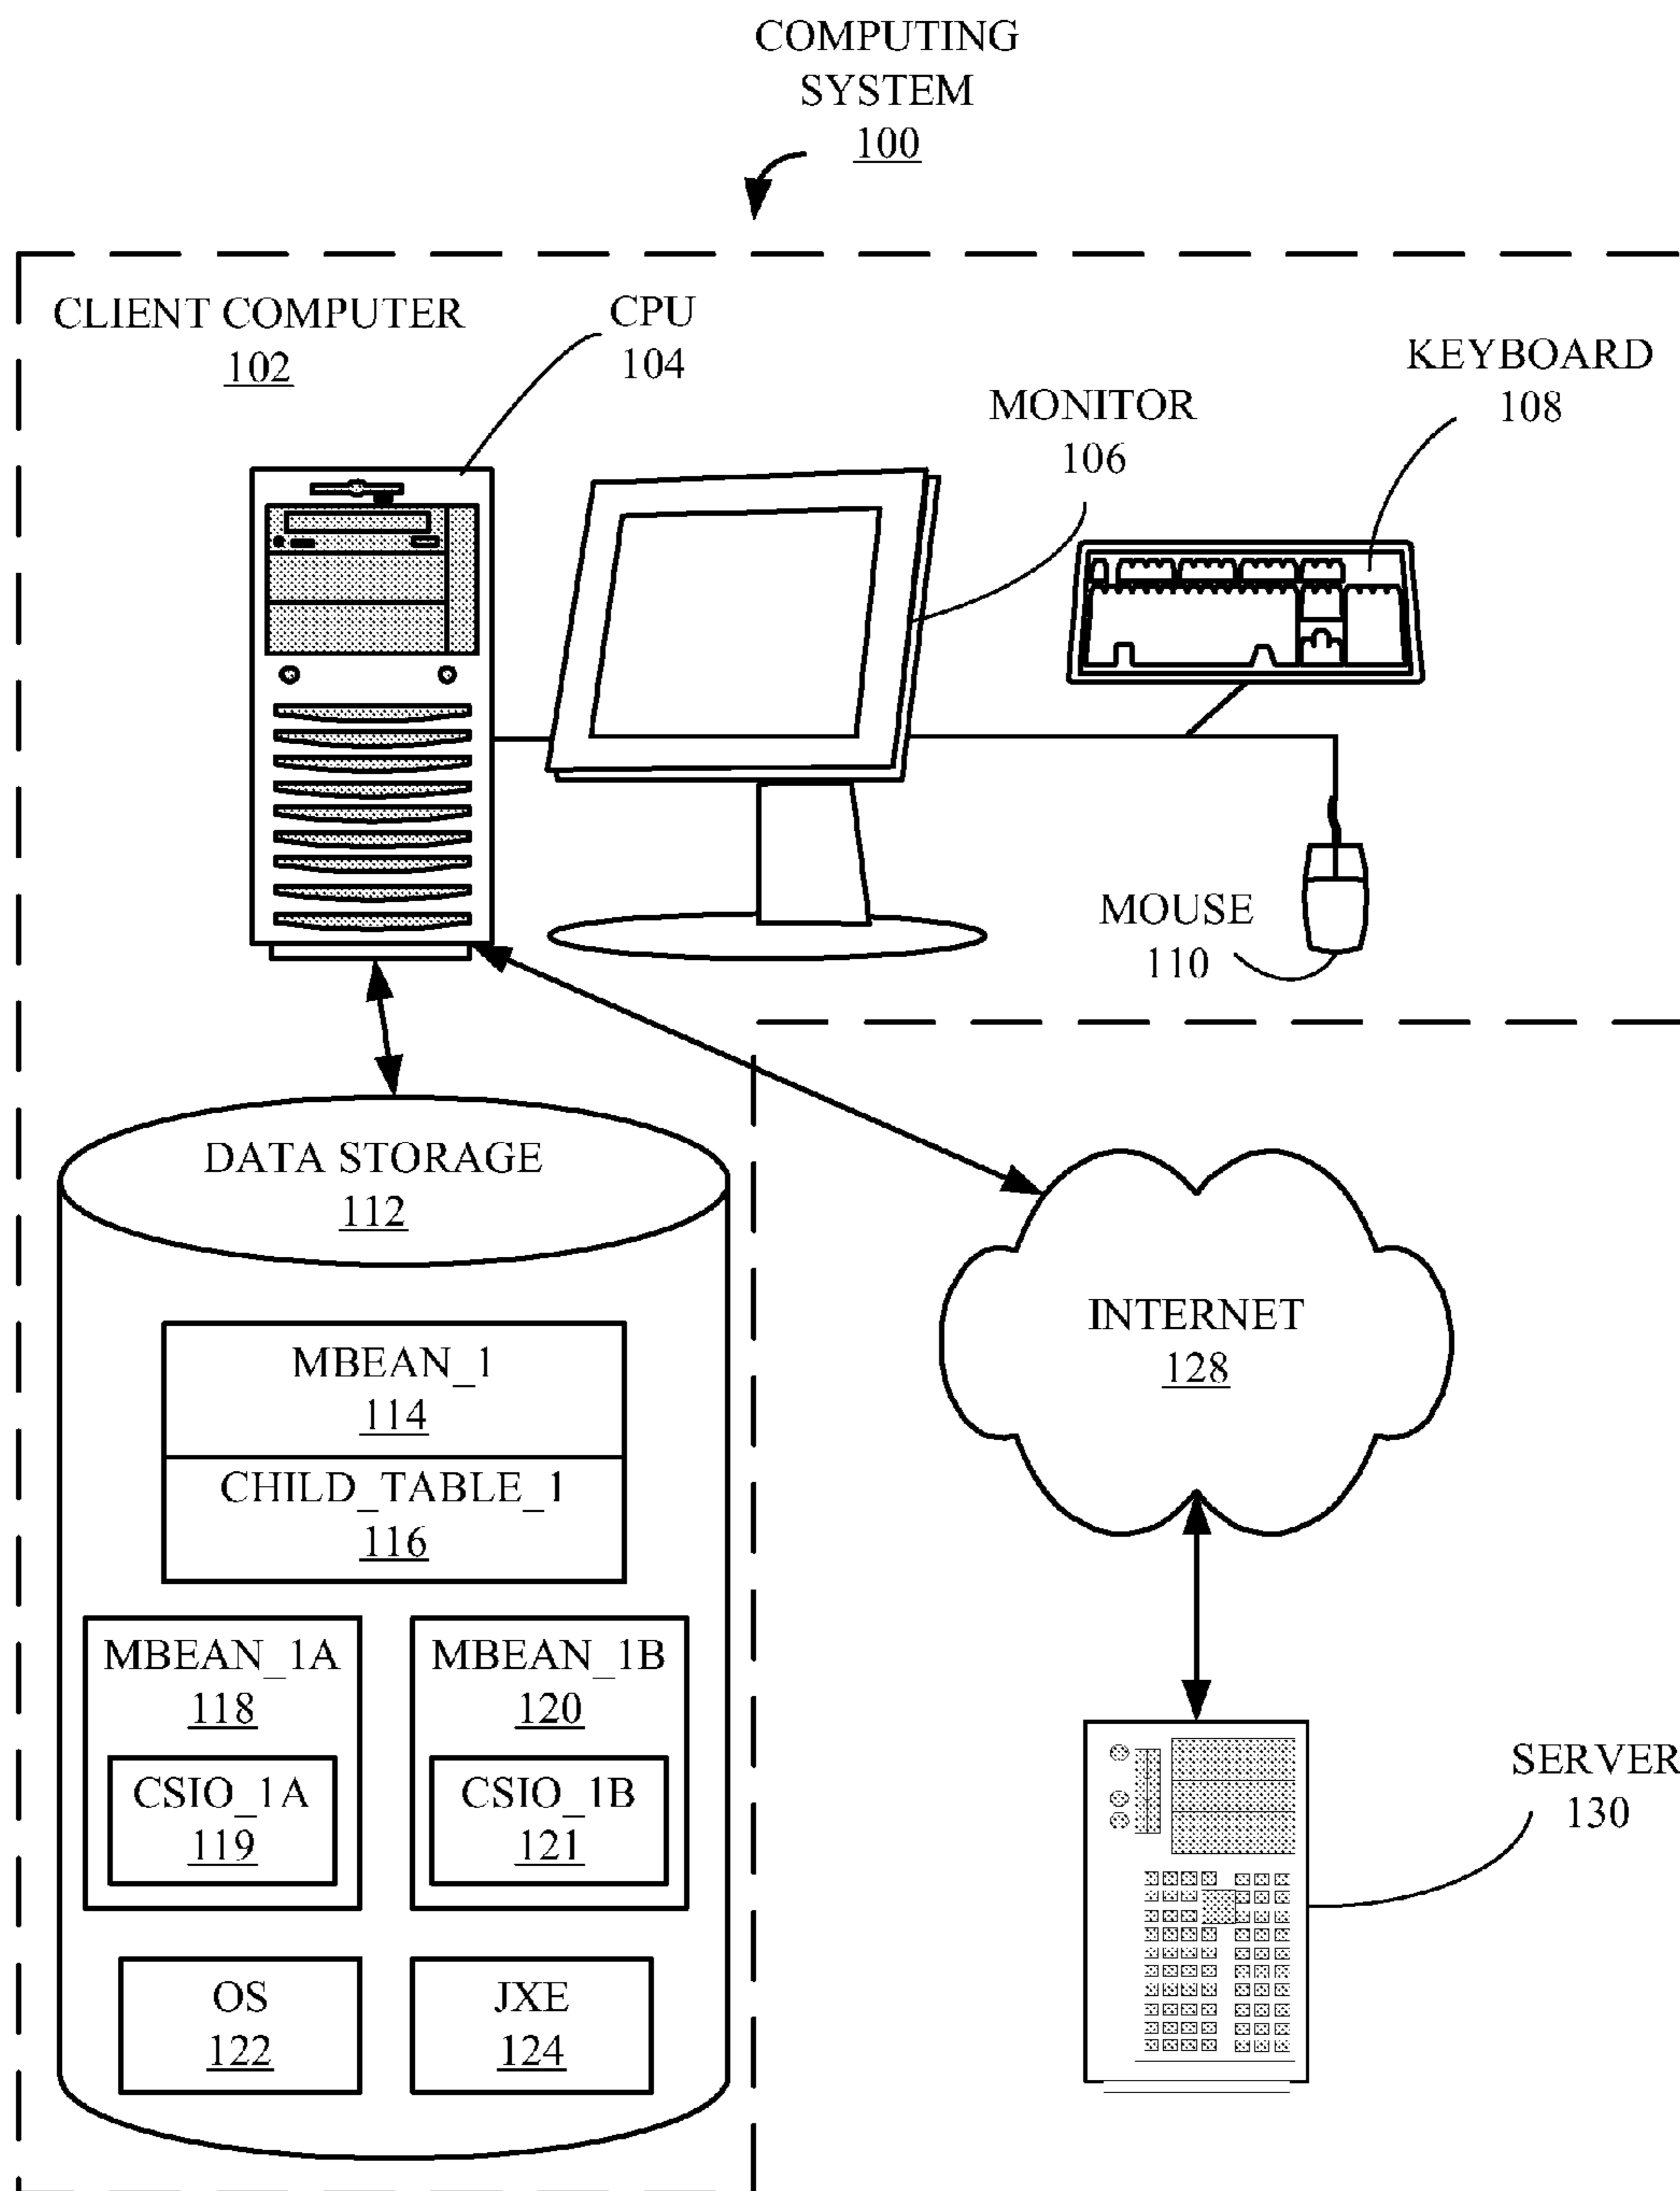 COMPUTING
SYSTEM
100
CLIENT COMPUTER
102
CPU
104
MONITOR
106
KEYBOARD
108
MOUSE
110
DATA STORAGE
112
MBEAN_1
114
CHILD_TABLE_1
116
MBEAN_1A
118
CSIO_1A
119
MBEAN_1B
120
CSIO_1B
121
OS
122
JXE
124
INTERNET
128
SERVER
130